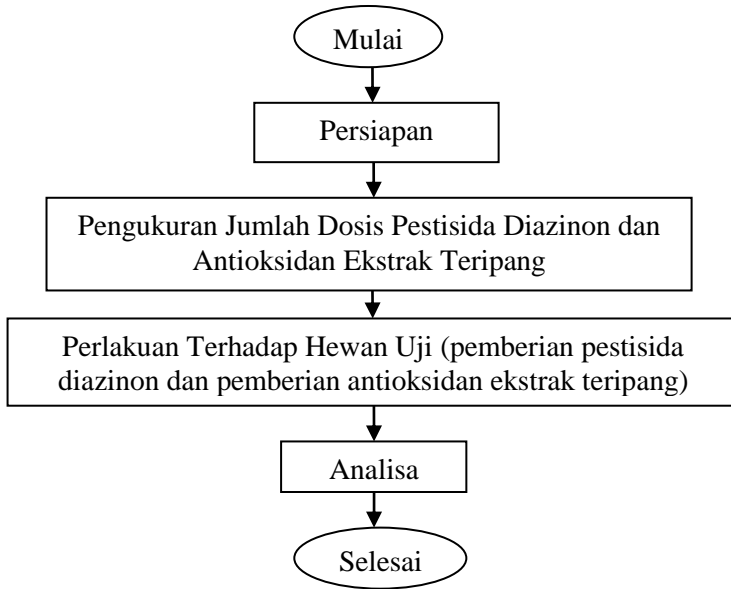 Mulai
Persiapan
Pengukuran Jumlah Dosis Pestisida Diazinon dan
Antioksidan Ekstrak Teripang
Perlakuan Terhadap Hewan Uji (pemberian pestisida
diazinon dan pemberian antioksidan ekstrak teripang)
Analisa
Selesai